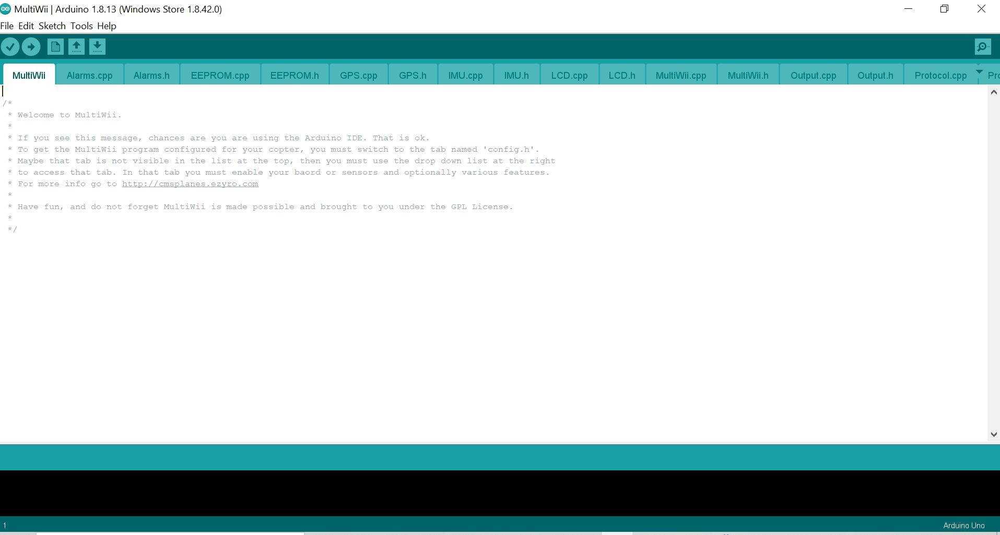 MultiWii | Arduino 1.8.13 (Windows Store 1.8.42.0)
File Edit Sketch Tools Help
MultiWii Alarms.cpp Alarms.h EEPROM.cpp EEPROM.h GPS.cpp GPS.h IMU.cpp IMU.h LCD.cpp LCD.h MultiWii.cpp MultiWii.h Output.cpp Output.h Protocol.cpp Pro
/*
* Welcome to MultiWii.
*
* If you see this message, chances are you are using the Arduino IDE. That is ok.
* To get the MultiWii program configured for your copter, you must switch to the tab named 'config.h'.
* Maybe that tab is not visible in the list at the top, then you must use the drop down list at the right
* to access that tab. In that tab you must enable your baord or sensors and optionally various features.
* For more info go to http://cmsplanes.ezyro.com
*
* Have fun, and do not forget MultiWii is made possible and brought to you under the GPL License.
*
*/
1
Arduino Uno